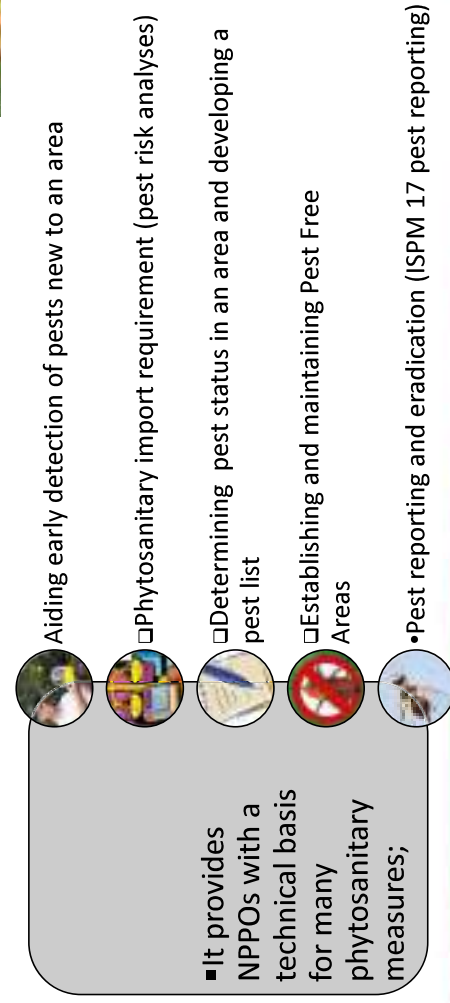 ▪It provides
NPPOs with a
technical basis
for many
phytosanitary
measures;
Aiding early detection of pests new to an area
❑Phytosanitary import requirement (pest risk analyses)
❑Determining  pest status in an area and developing a
pest list
❑Establishing and maintaining Pest Free
Areas
•Pest reporting and eradication (ISPM 17 pest reporting)